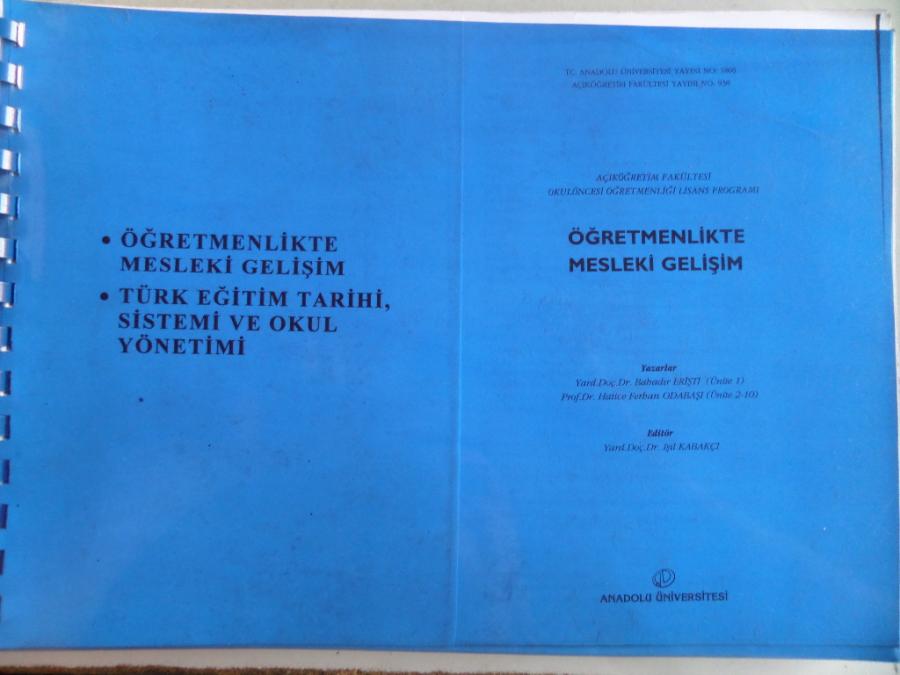 • ÖĞRETMENLİKTE
MESLEKİ GELİŞİM
• TÜRK EĞİTİM TARİHİ,
SİSTEMİ VE OKUL
YÖNETİMİ
TC. ANADOLU ÜNİVERSİTESİ YAYINI NO:
AÇIKÖĞRETİM FAKÜLTESİ YAYINI NO:
AÇIKÖĞRETİM FAKÜLTESİ
OKULÖNCESİ ÖĞRETMENLİĞİ LİSANS PROGRAMI
ÖĞRETMENLİKTE
MESLEKİ GELİŞİM
Yazarlar
Yard.Doç.Dr. Bahadır ERİŞTİ (Ünite 1)
Prof.Dr. Hatice Ferhan ODABAŞI (Ünite 2-10)
Editör
Yard.Doç.Dr. Işıl KABAKÇI
ANADOLU ÜNİVERSİTESİ